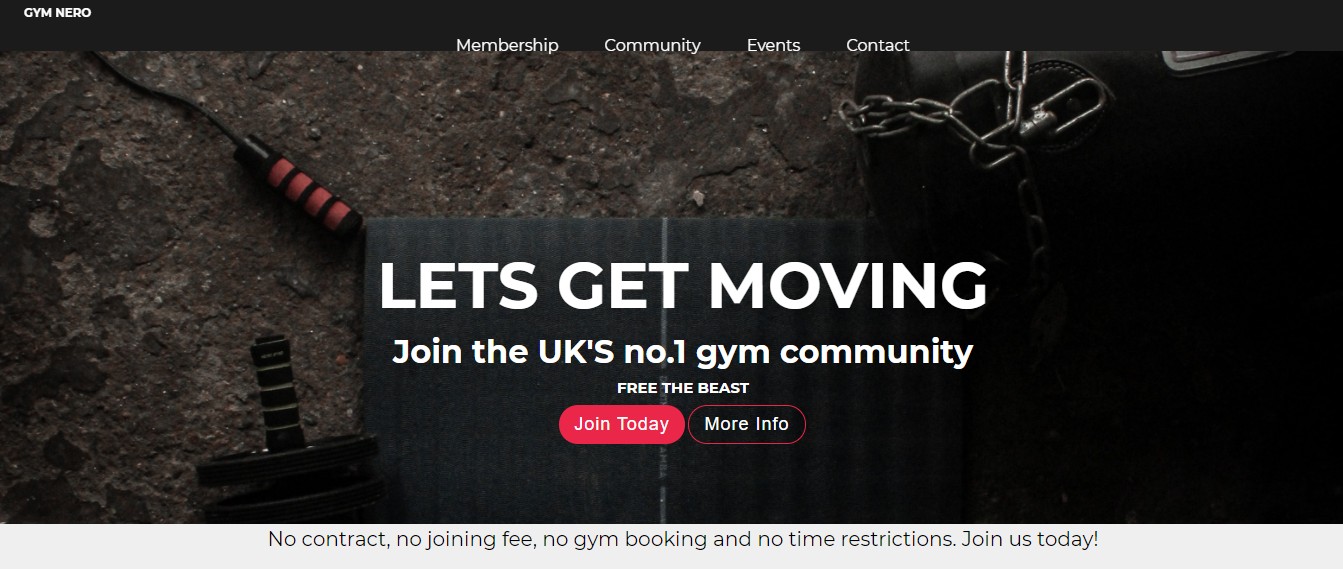 GYM NERO
Membership Community Events Contact
LETS GET MOVING
Join the UK'S no.1 gym community
FREE THE BEAST
Join Today More Info
No contract, no joining fee, no gym booking and no time restrictions. Join us today!